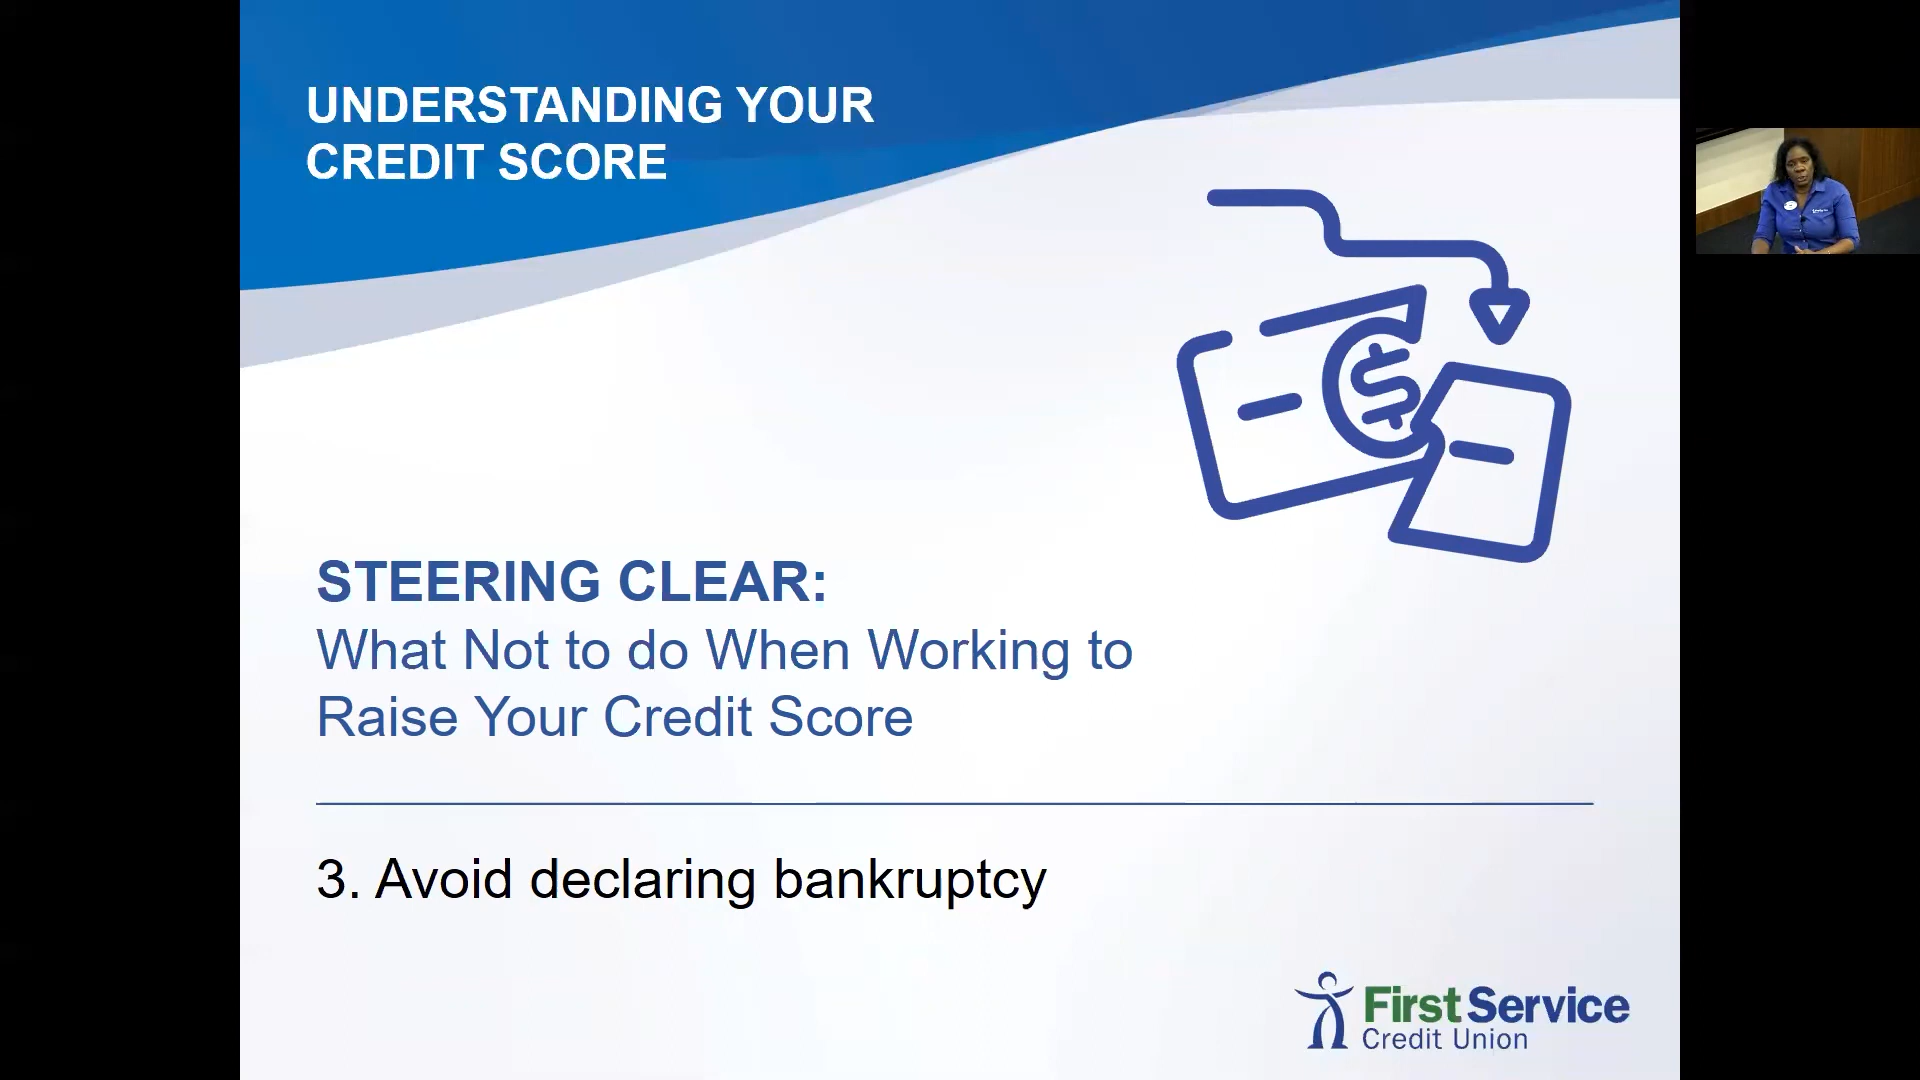 UNDERSTANDING YOUR
CREDIT SCORE
$
STEERING CLEAR:
What Not to do When Working to
Raise Your Credit Score
3. Avoid declaring bankruptcy
First Service
Credit Union